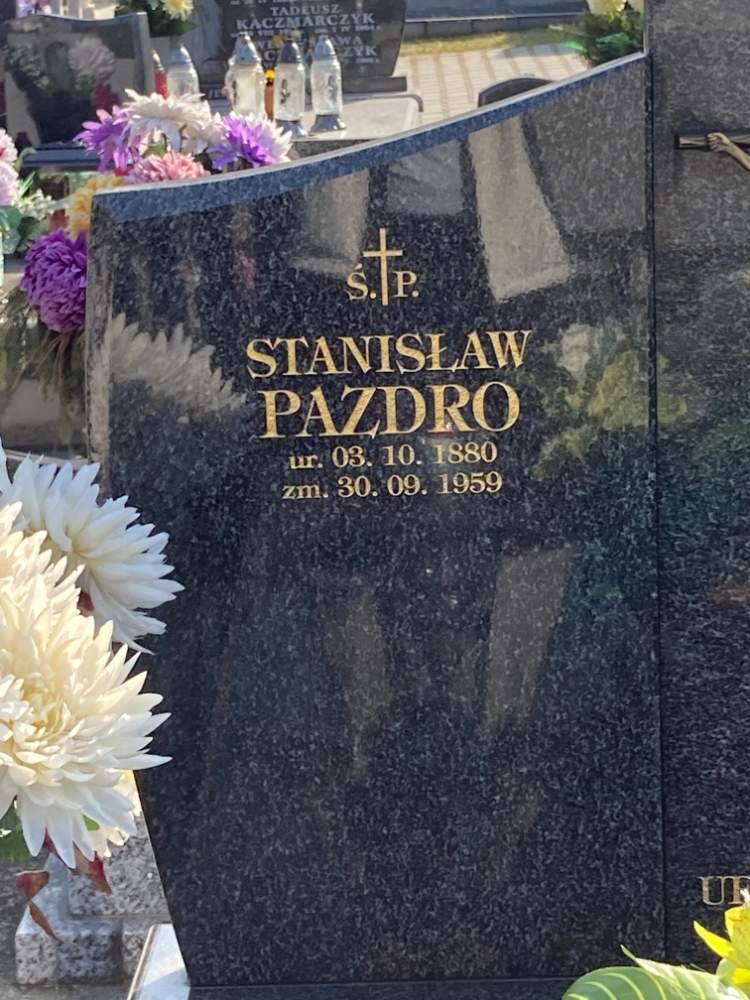 TADEUSZ
KACZMARCZYK
Ś. P.
STANISŁAW
PAZDRO
ur. 03. 10. 1880
zm. 30. 09. 1959